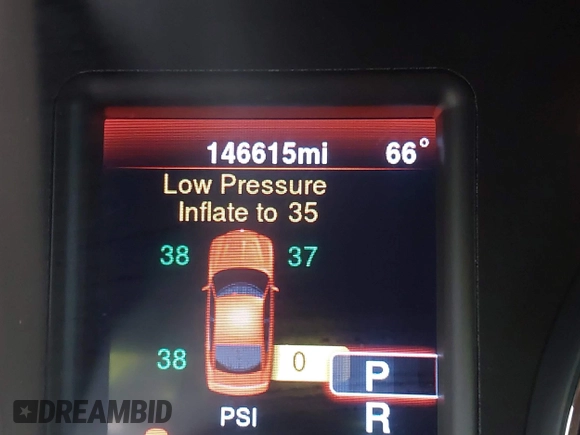 146615mi 66°
Low Pressure
Inflate to 35
38 37
38 0 P
PSI R
DREAMBID